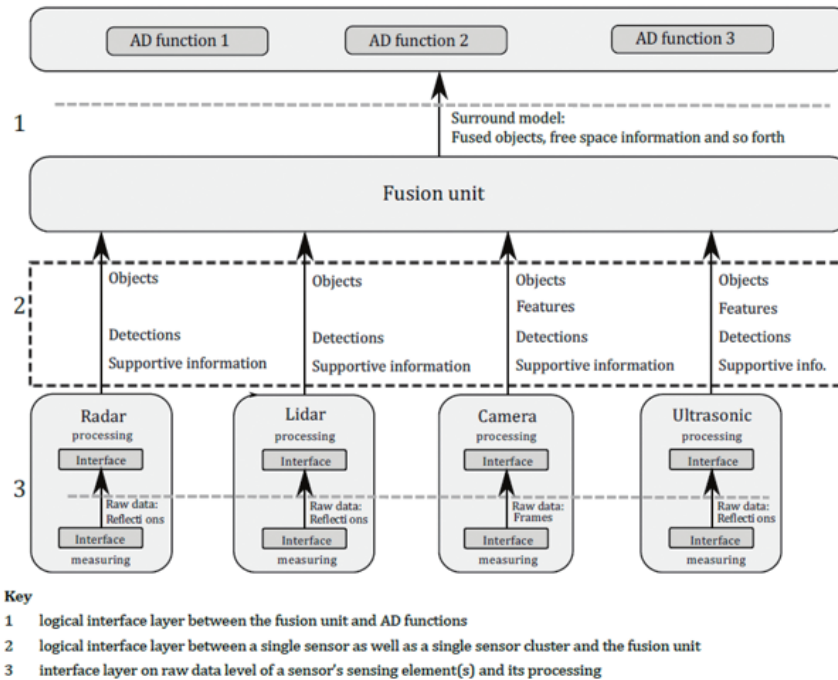 AD function 1
AD function 2
AD function 3
1
Surround model:
Fused objects, free space information and so forth
Fusion unit
2
Objects
Detections
Supportive information
Objects
Detections
Supportive information
Objects
Features
Detections
Supportive information
Objects
Features
Detections
Supportive info.
3
Radar
processing
Interface
Raw data:
Reflections
Interface
measuring
Lidar
processing
Interface
Raw data:
Reflections
Interface
measuring
Camera
processing
Interface
Raw data:
Frames
Interface
measuring
Ultrasonic
processing
Interface
Raw data:
Reflections
Interface
measuring
Key
1 logical interface layer between the fusion unit and AD functions
2 logical interface layer between a single sensor as well as a single sensor cluster and the fusion unit
3 interface layer on raw data level of a sensor's sensing element(s) and its processing